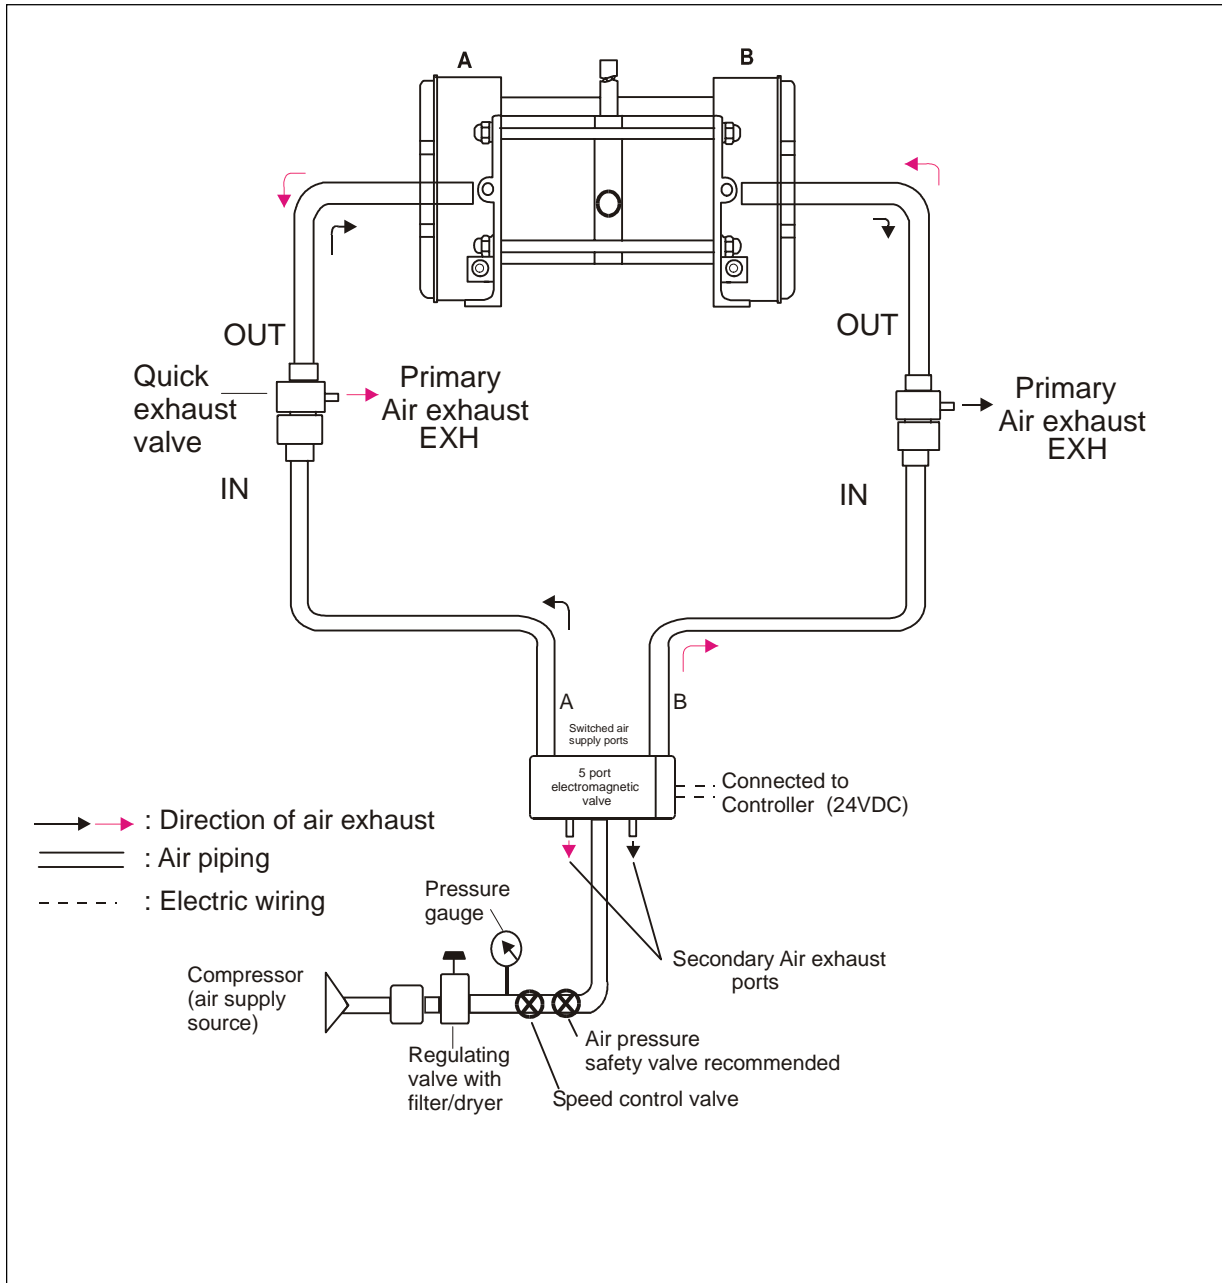 A
B
OUT
OUT
Quick
exhaust
valve
Primary
Air exhaust
EXH
Primary
Air exhaust
EXH
IN
IN
A
B
Switched air
supply ports
5 port
electromagnetic
valve
Connected to
Controller (24VDC)
: Direction of air exhaust
: Air piping
: Electric wiring
Pressure
gauge
Secondary Air exhaust
ports
Compressor
(air supply
source)
Air pressure
safety valve recommended
Regulating
valve with
filter/dryer
Speed control valve